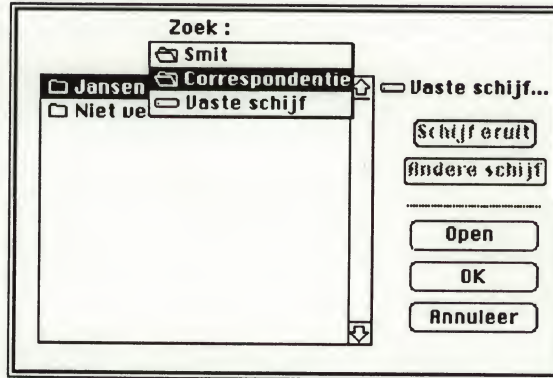 Zoek :
Smit
Correspondentie
Vaste schijf
Jansen
Niet ve
Vaste schijf...
Schijf eruit
Andere schijf
Open
OK
Annuleer